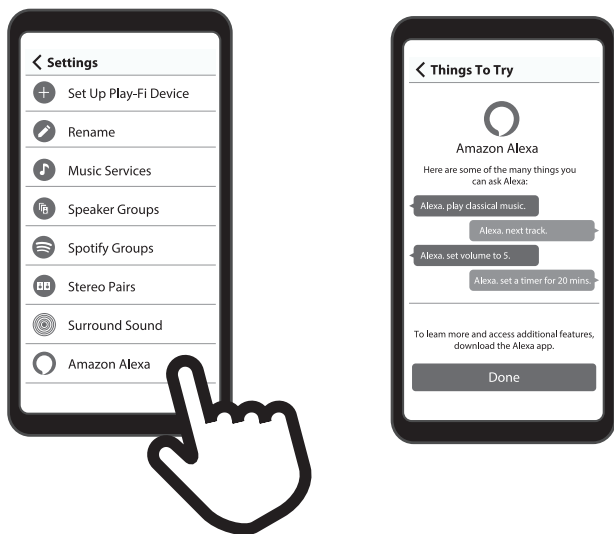 Settings
Set Up Play-Fi Device
Rename
Music Services
Speaker Groups
Spotify Groups
Stereo Pairs
Surround Sound
Amazon Alexa
Things To Try
Amazon Alexa
Here are some of the many things you
can ask Alexa:
Alexa. play classical music.
Alexa. next track.
Alexa. set volume to 5.
Alexa. set a timer for 20 mins.
To leam more and access additional features,
download the Alexa app.
Done